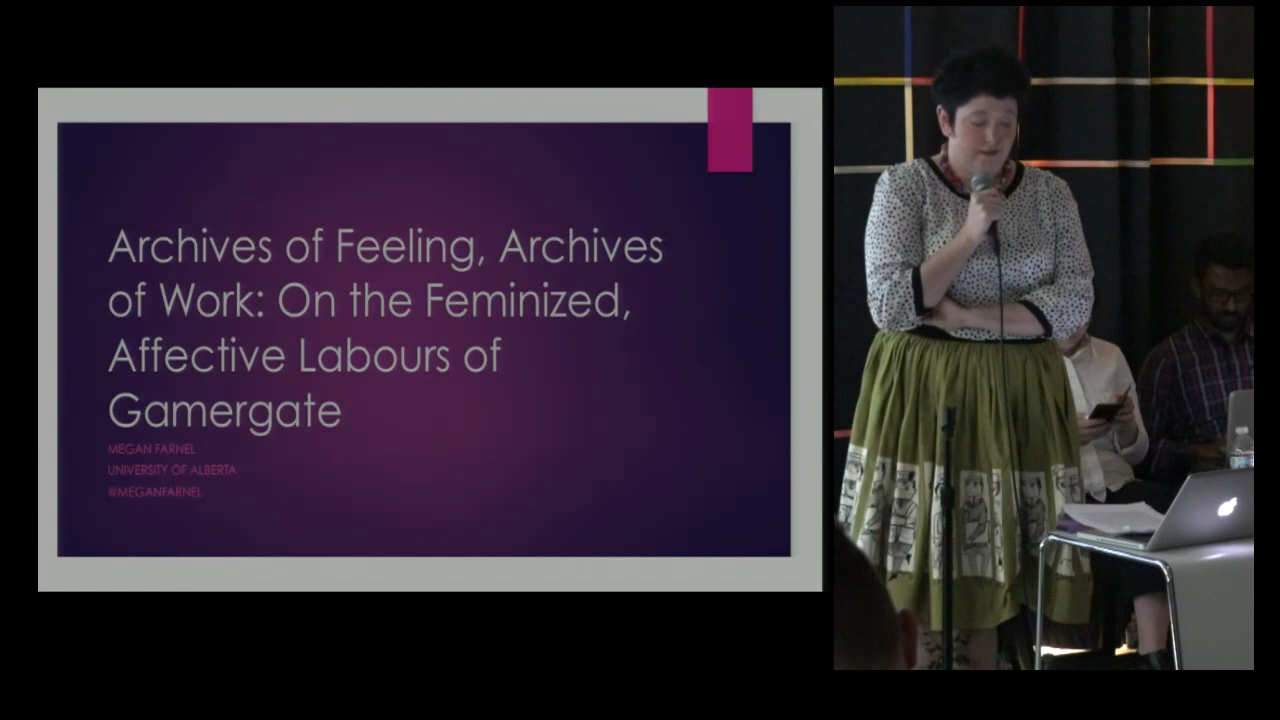 Archives of Feeling, Archives
of Work: On the Feminized,
Affective Labours of
Gamergate
MEGAN FARNEL
UNIVERSITY OF ALBERTA
@MEGANFARNEL